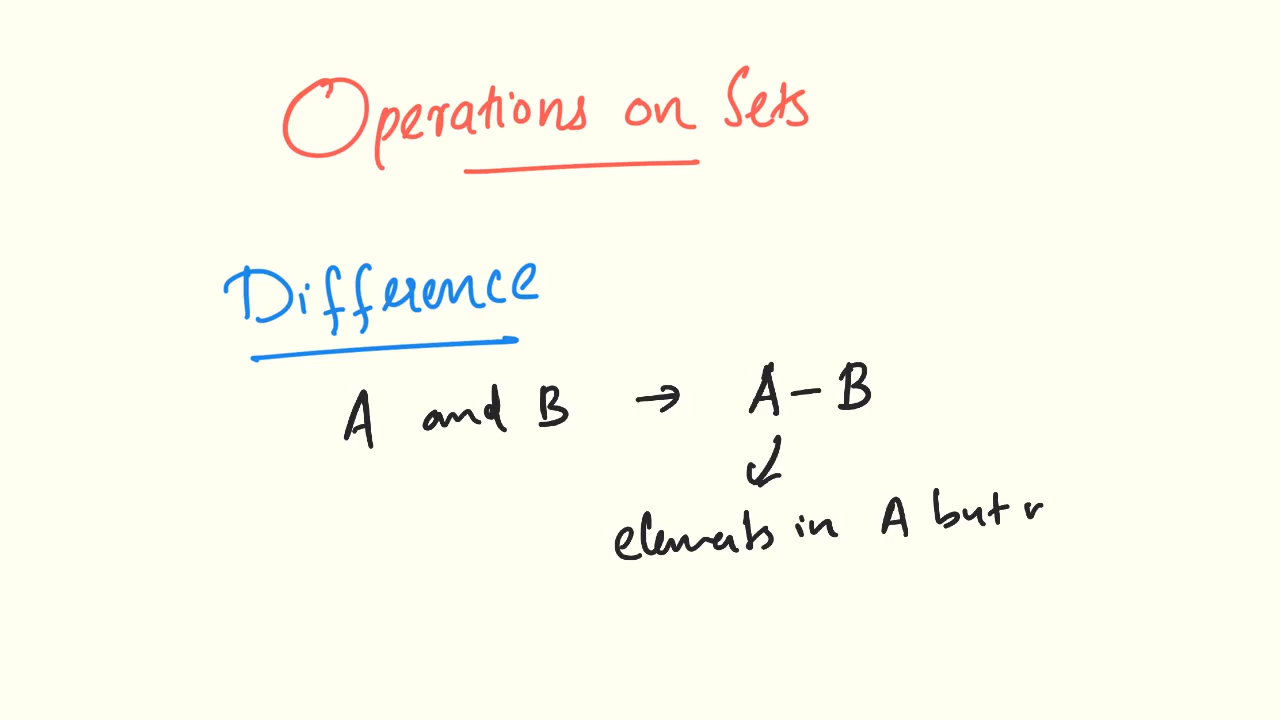 Operations on Sets
Difference
A and B → A – B
↓
elements in A but